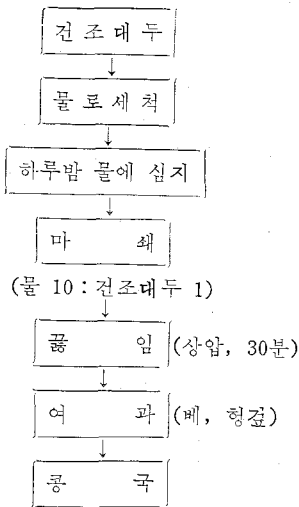 건 조 대 두
↓
물 로 세 척
↓
하루밤 물에 심지
↓
마 쇄
(물 10 : 건조대두 1)
↓
끓 임 (상압, 30분)
↓
여 과 (베, 헝겊)
↓
콩 국